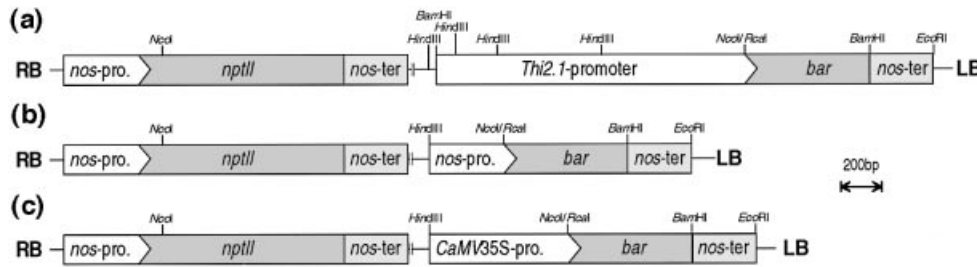 (a)
BamHI
NcoI HindIII HindIII HindIII HindIII NcoI/RcaI BamHI EcoRI
RB nos-pro. nptII nos-ter Thi2.1-promoter bar nos-ter LB
(b)
NcoI HindIII NcoI/RcaI BamHI EcoRI
RB nos-pro. nptII nos-ter nos-pro. bar nos-ter LB
200bp
(c)
NcoI HindIII NcoI/RcaI BamHI EcoRI
RB nos-pro. nptII nos-ter CaMV35S-pro. bar nos-ter LB